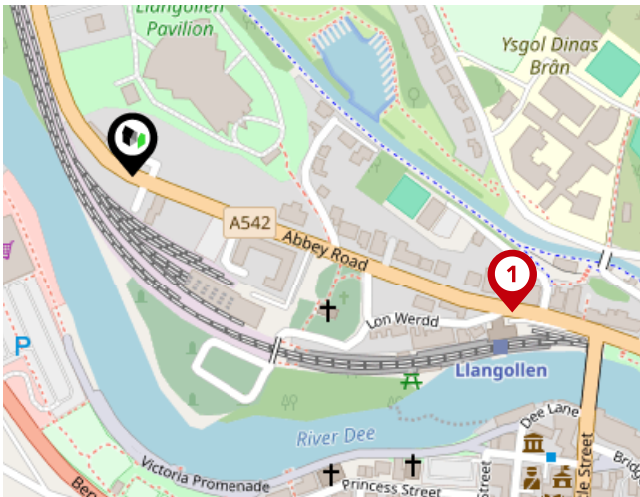 Llangollen
Pavilion
Ysgol Dinas
Brân
A542
Abbey Road
1
Lon Werdd
P
Llangollen
Dee Lane
River Dee
Victoria Promenade
Princess Street
Street
Street